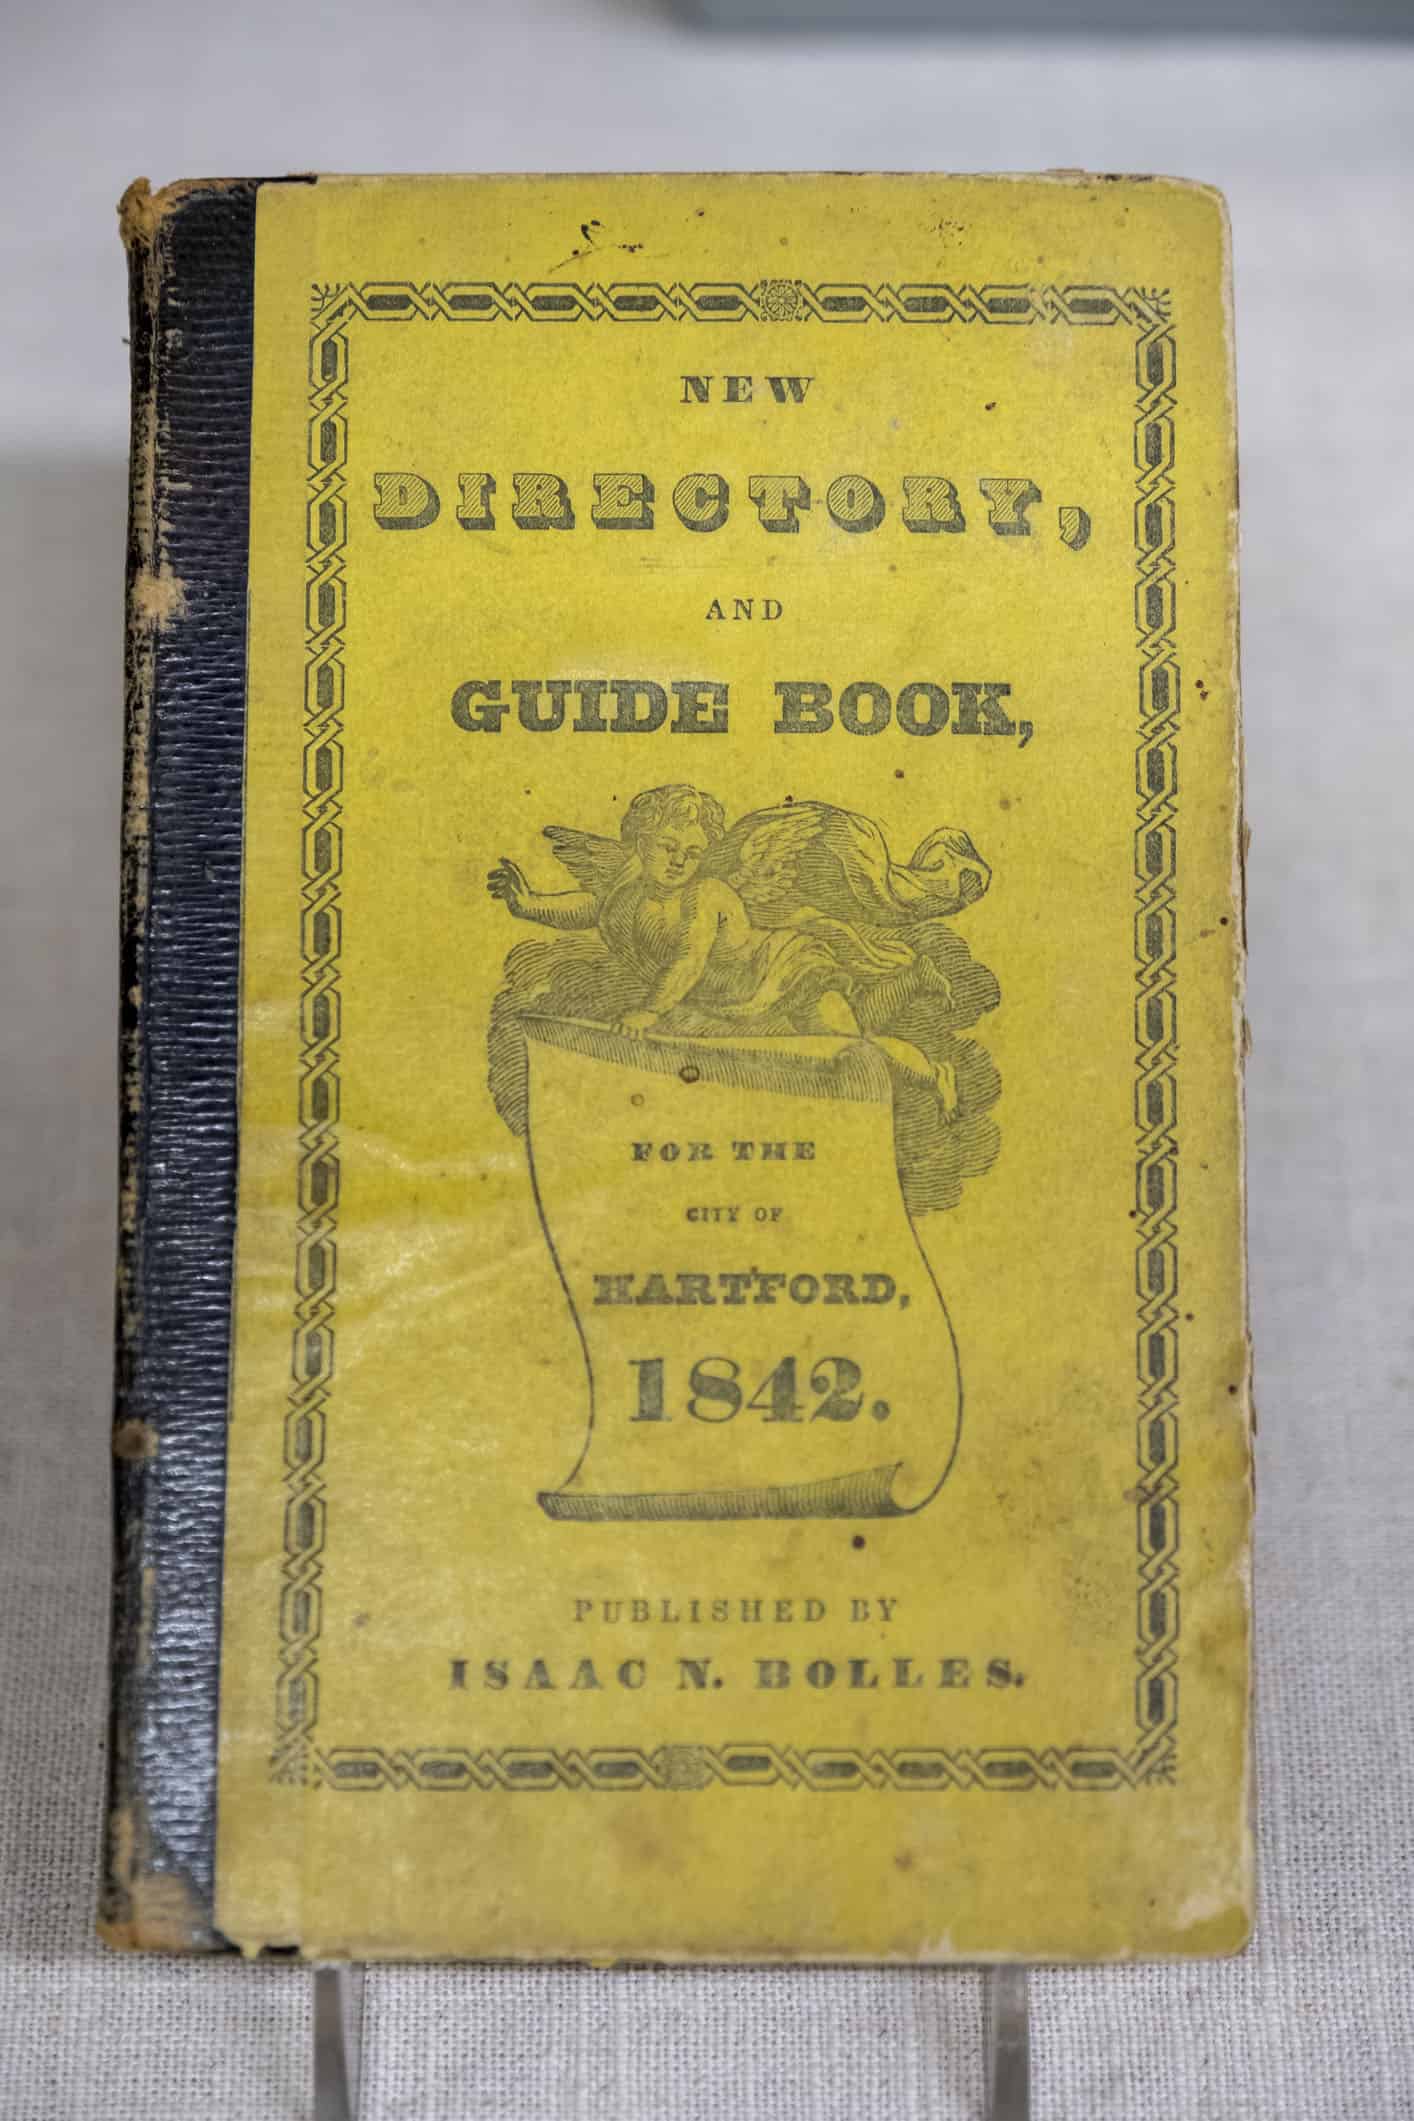 NEW
DIRECTORY,
AND
GUIDE BOOK,
FOR THE
CITY OF
HARTFORD,
1842.
PUBLISHED BY
ISAAC N. BOLLES.